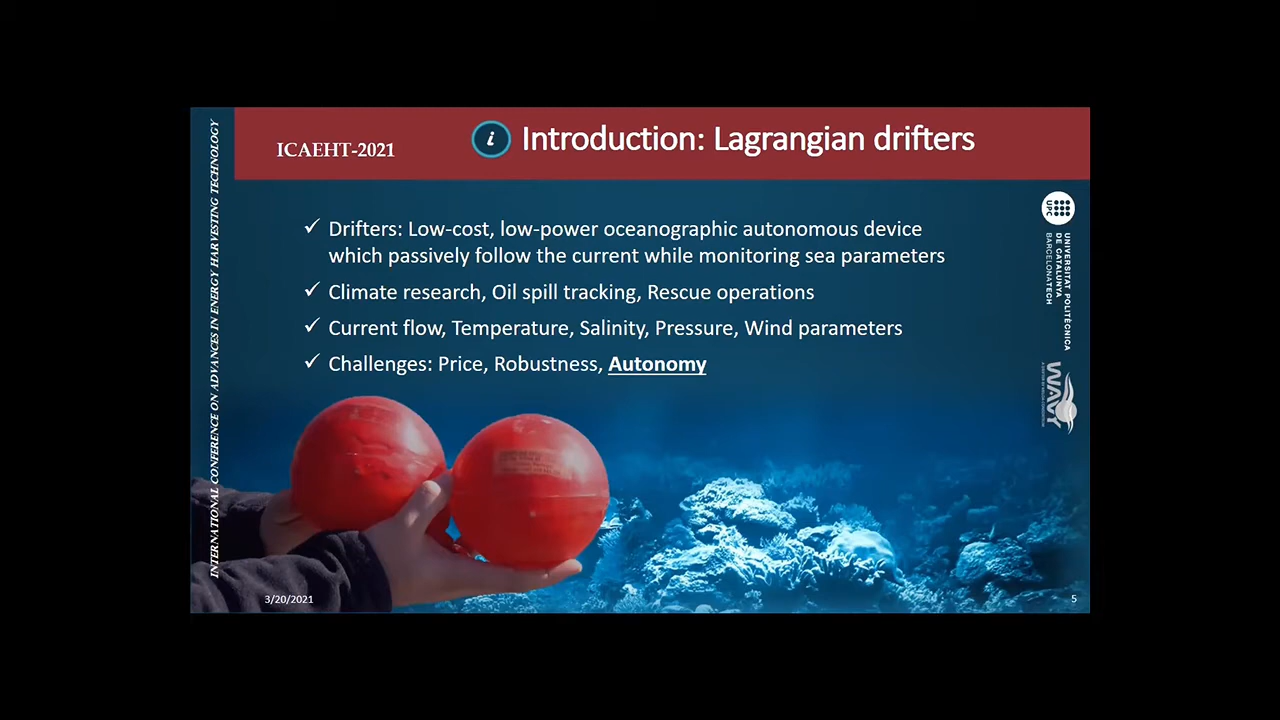 ICAEHT-2021
i Introduction: Lagrangian drifters
INTERNATIONAL CONFERENCE ON ADVANCES IN ENERGY HARVESTING TECHNOLOGY
✓ Drifters: Low-cost, low-power oceanographic autonomous device
which passively follow the current while monitoring sea parameters
✓ Climate research, Oil spill tracking, Rescue operations
✓ Current flow, Temperature, Salinity, Pressure, Wind parameters
✓ Challenges: Price, Robustness, Autonomy
UPC
UNIVERSITAT POLITÈCNICA
DE CATALUNYA
BARCELONATECH
WAVY
3/20/2021
5